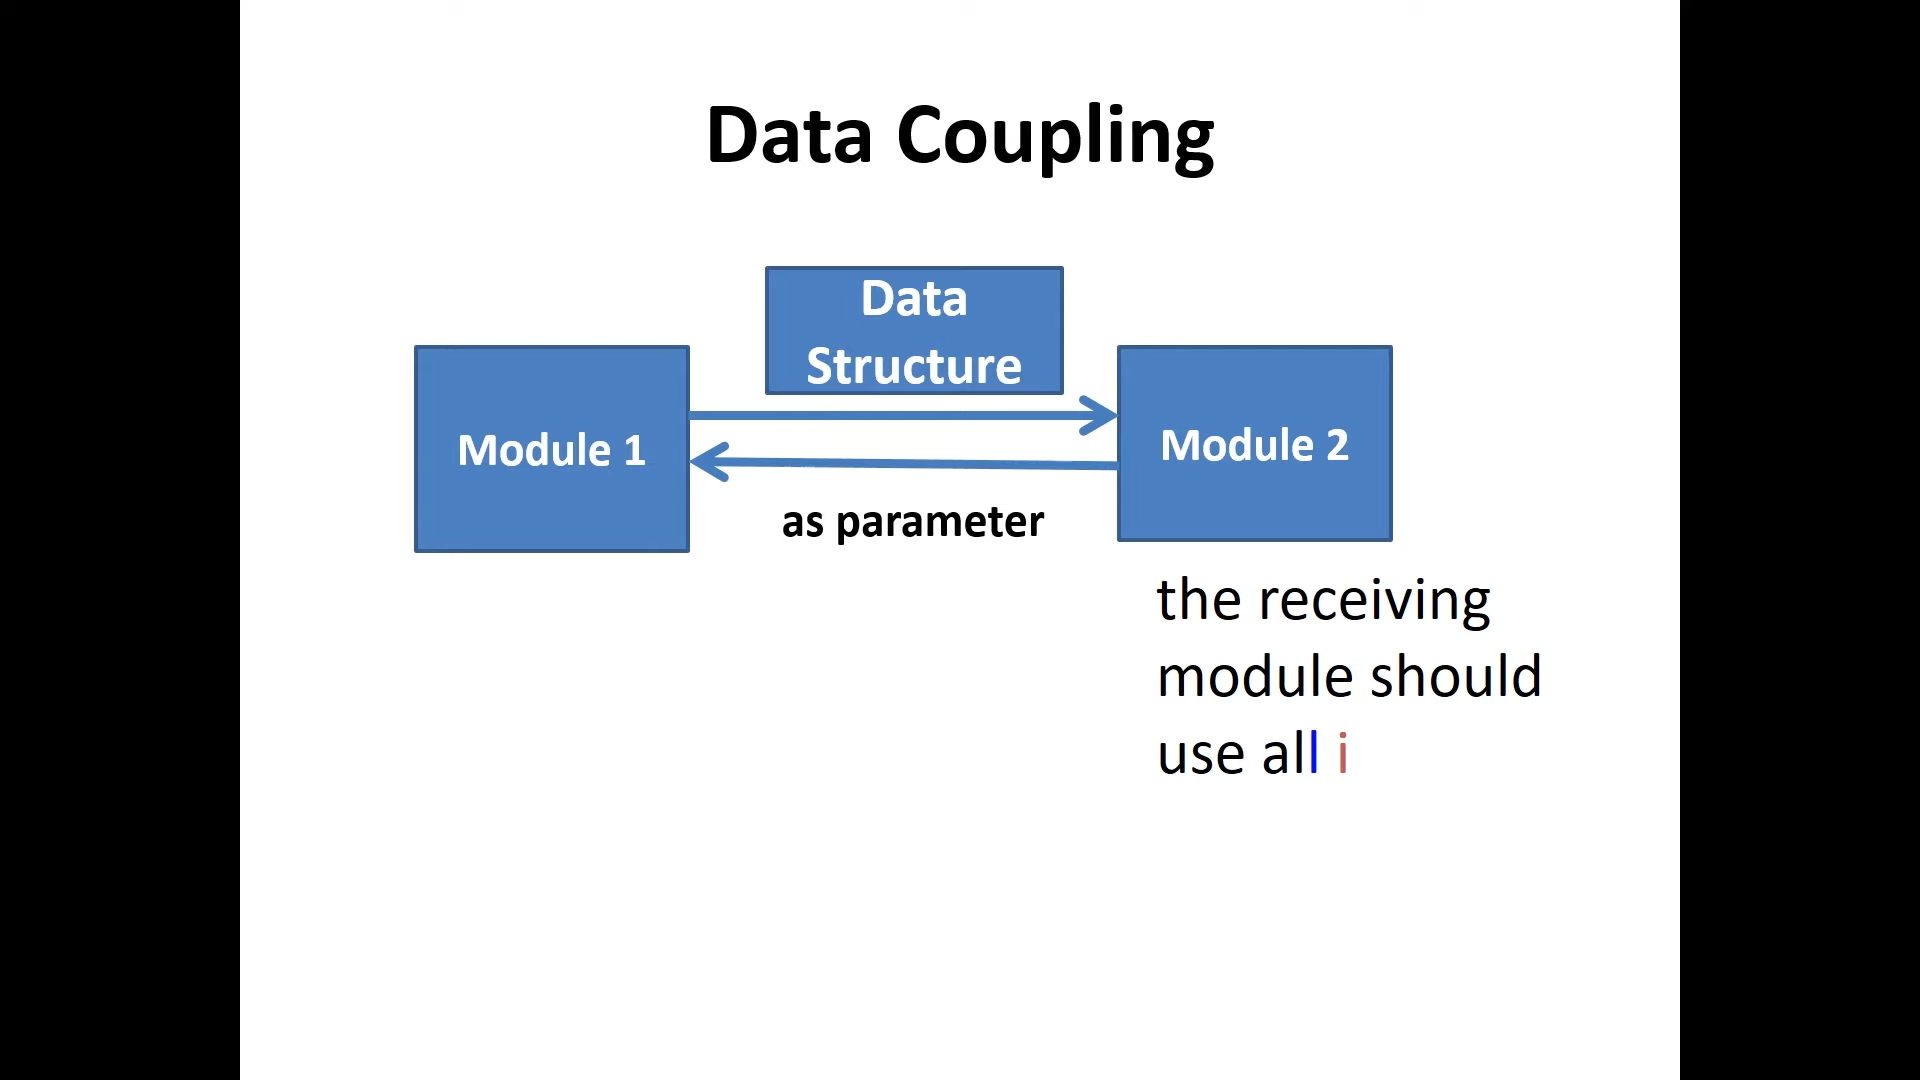 Data Coupling
Data
Structure
Module 1
Module 2
as parameter
the receiving
module should
use all i